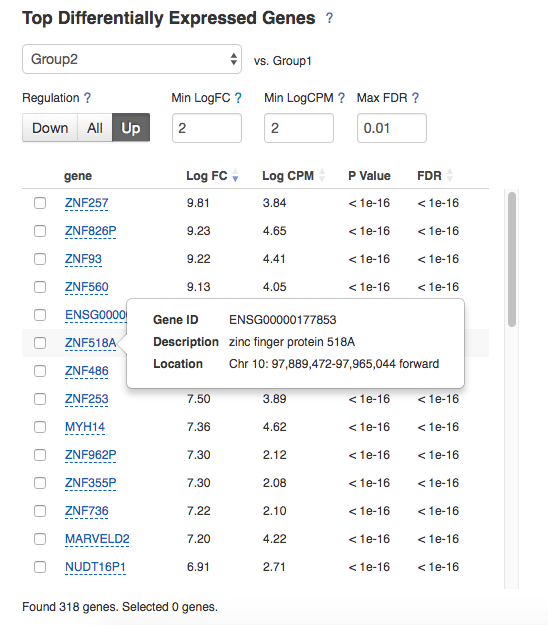 Top Differentially Expressed Genes ?
Group2 vs. Group1
Regulation ? Min LogFC ? Min LogCPM ? Max FDR ?
Down All Up 2 2 0.01
gene Log FC Log CPM P Value FDR
ZNF257 9.81 3.84 < 1e-16 < 1e-16
ZNF826P 9.23 4.65 < 1e-16 < 1e-16
ZNF93 9.22 4.41 < 1e-16 < 1e-16
ZNF560 9.13 4.05 < 1e-16 < 1e-16
ENSG0000
Gene ID ENSG00000177853
ZNF518A
Description zinc finger protein 518A
Location Chr 10: 97,889,472-97,965,044 forward
ZNF486
ZNF253 7.50 3.89 < 1e-16 < 1e-16
MYH14 7.36 4.62 < 1e-16 < 1e-16
ZNF962P 7.30 2.12 < 1e-16 < 1e-16
ZNF355P 7.30 2.08 < 1e-16 < 1e-16
ZNF736 7.22 2.10 < 1e-16 < 1e-16
MARVELD2 7.20 4.22 < 1e-16 < 1e-16
NUDT16P1 6.91 2.71 < 1e-16 < 1e-16
Found 318 genes. Selected 0 genes.